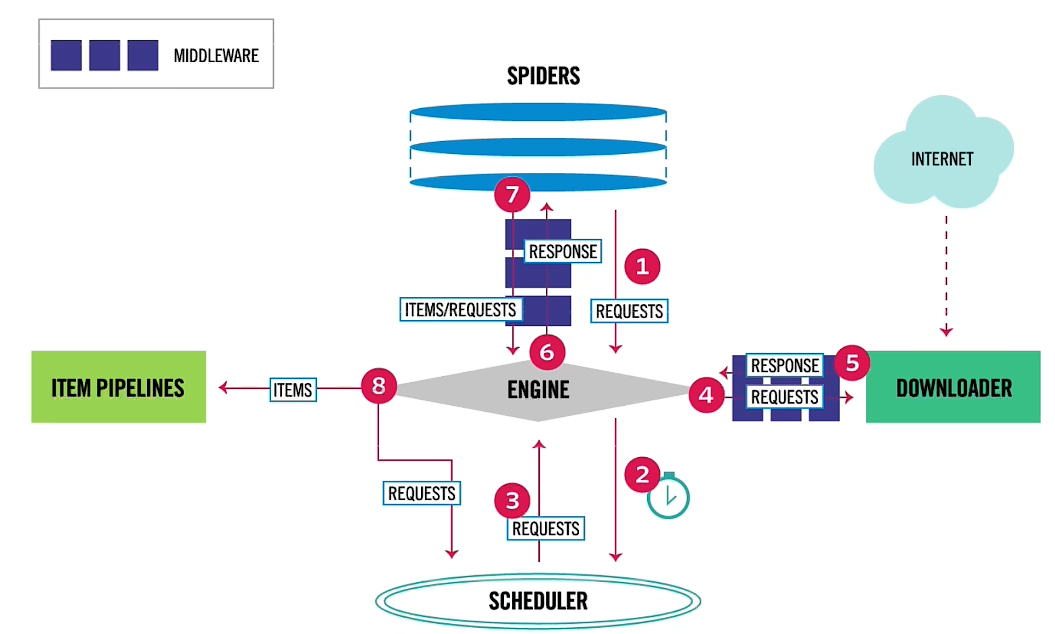 MIDDLEWARE
SPIDERS
INTERNET
7
RESPONSE
1
ITEMS/REQUESTS
REQUESTS
6
ITEM PIPELINES
ITEMS
8
ENGINE
4
RESPONSE
5
REQUESTS
DOWNLOADER
2
REQUESTS
3
REQUESTS
SCHEDULER